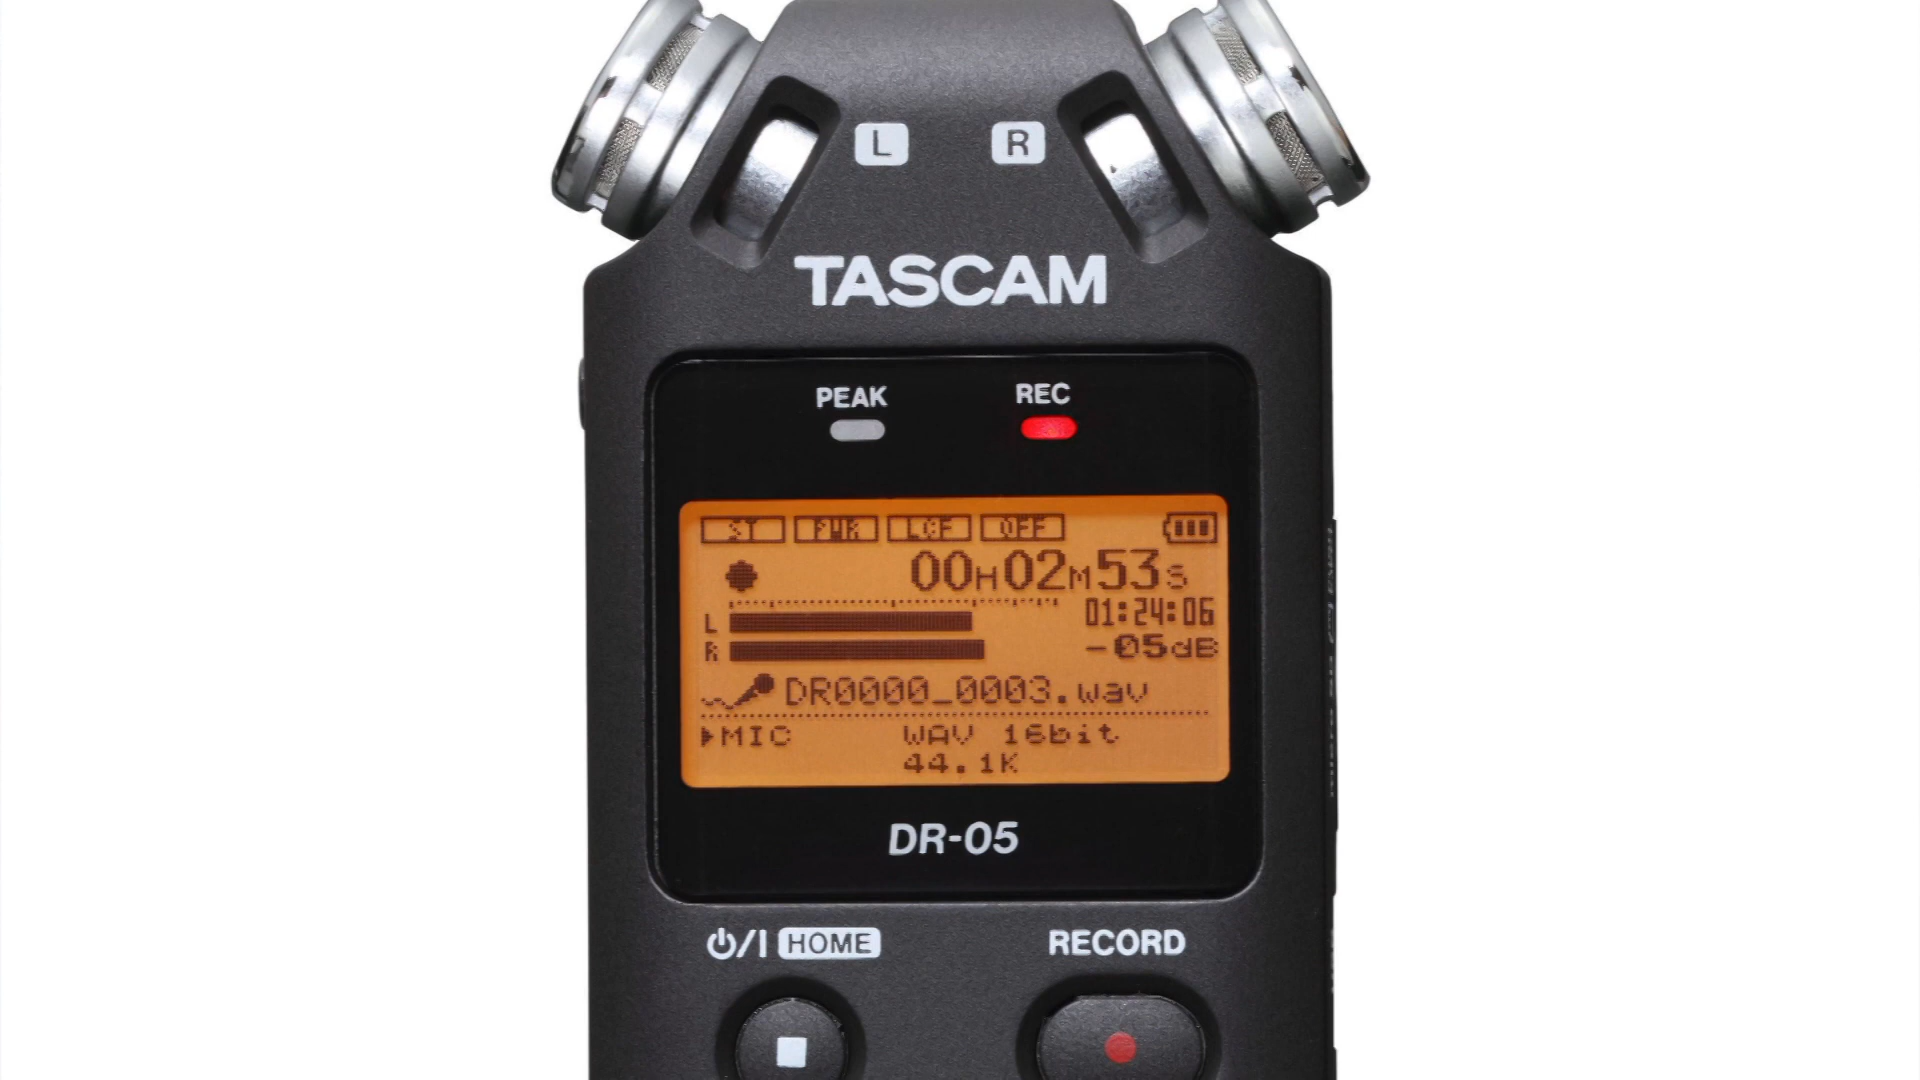 L R
TASCAM
PEAK REC
ST PWR LCF OFF
00H02M53S
L 01:24:06
R -05dB
DR0000_0003.wav
MIC WAV 16bit
44.1K
DR-05
/I HOME RECORD